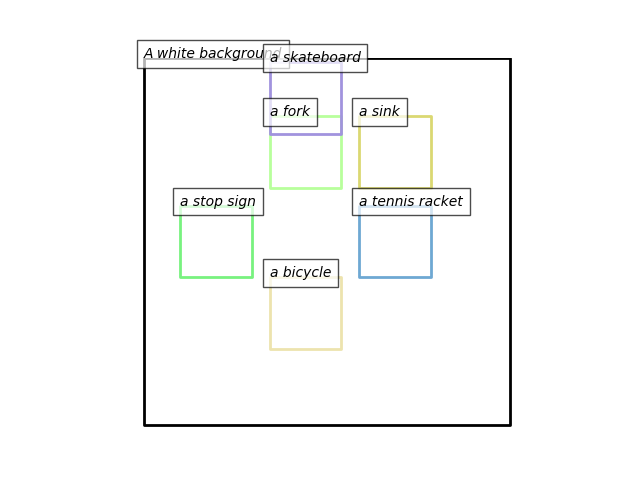 A white background
a skateboard
a fork
a sink
a stop sign
a tennis racket
a bicycle